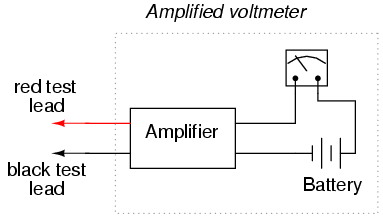 Amplified voltmeter
red test
lead
Amplifier
black test
lead
Battery